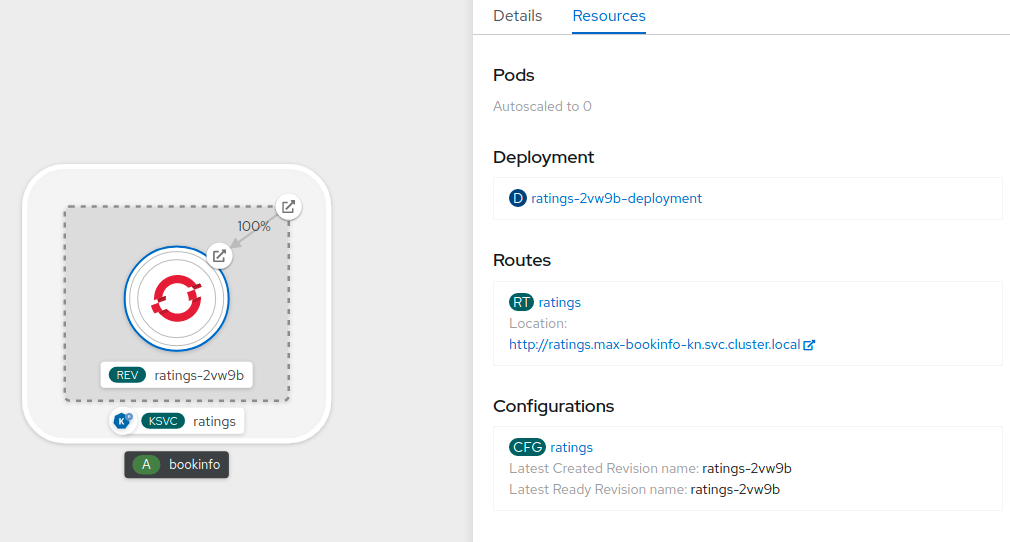 100%
REV ratings-2vw9b
K KSVC ratings
A bookinfo
Details Resources
Pods
Autoscaled to 0
Deployment
D ratings-2vw9b-deployment
Routes
RT ratings
Location:
http://ratings.max-bookinfo-kn.svc.cluster.local
Configurations
CFG ratings
Latest Created Revision name: ratings-2vw9b
Latest Ready Revision name: ratings-2vw9b